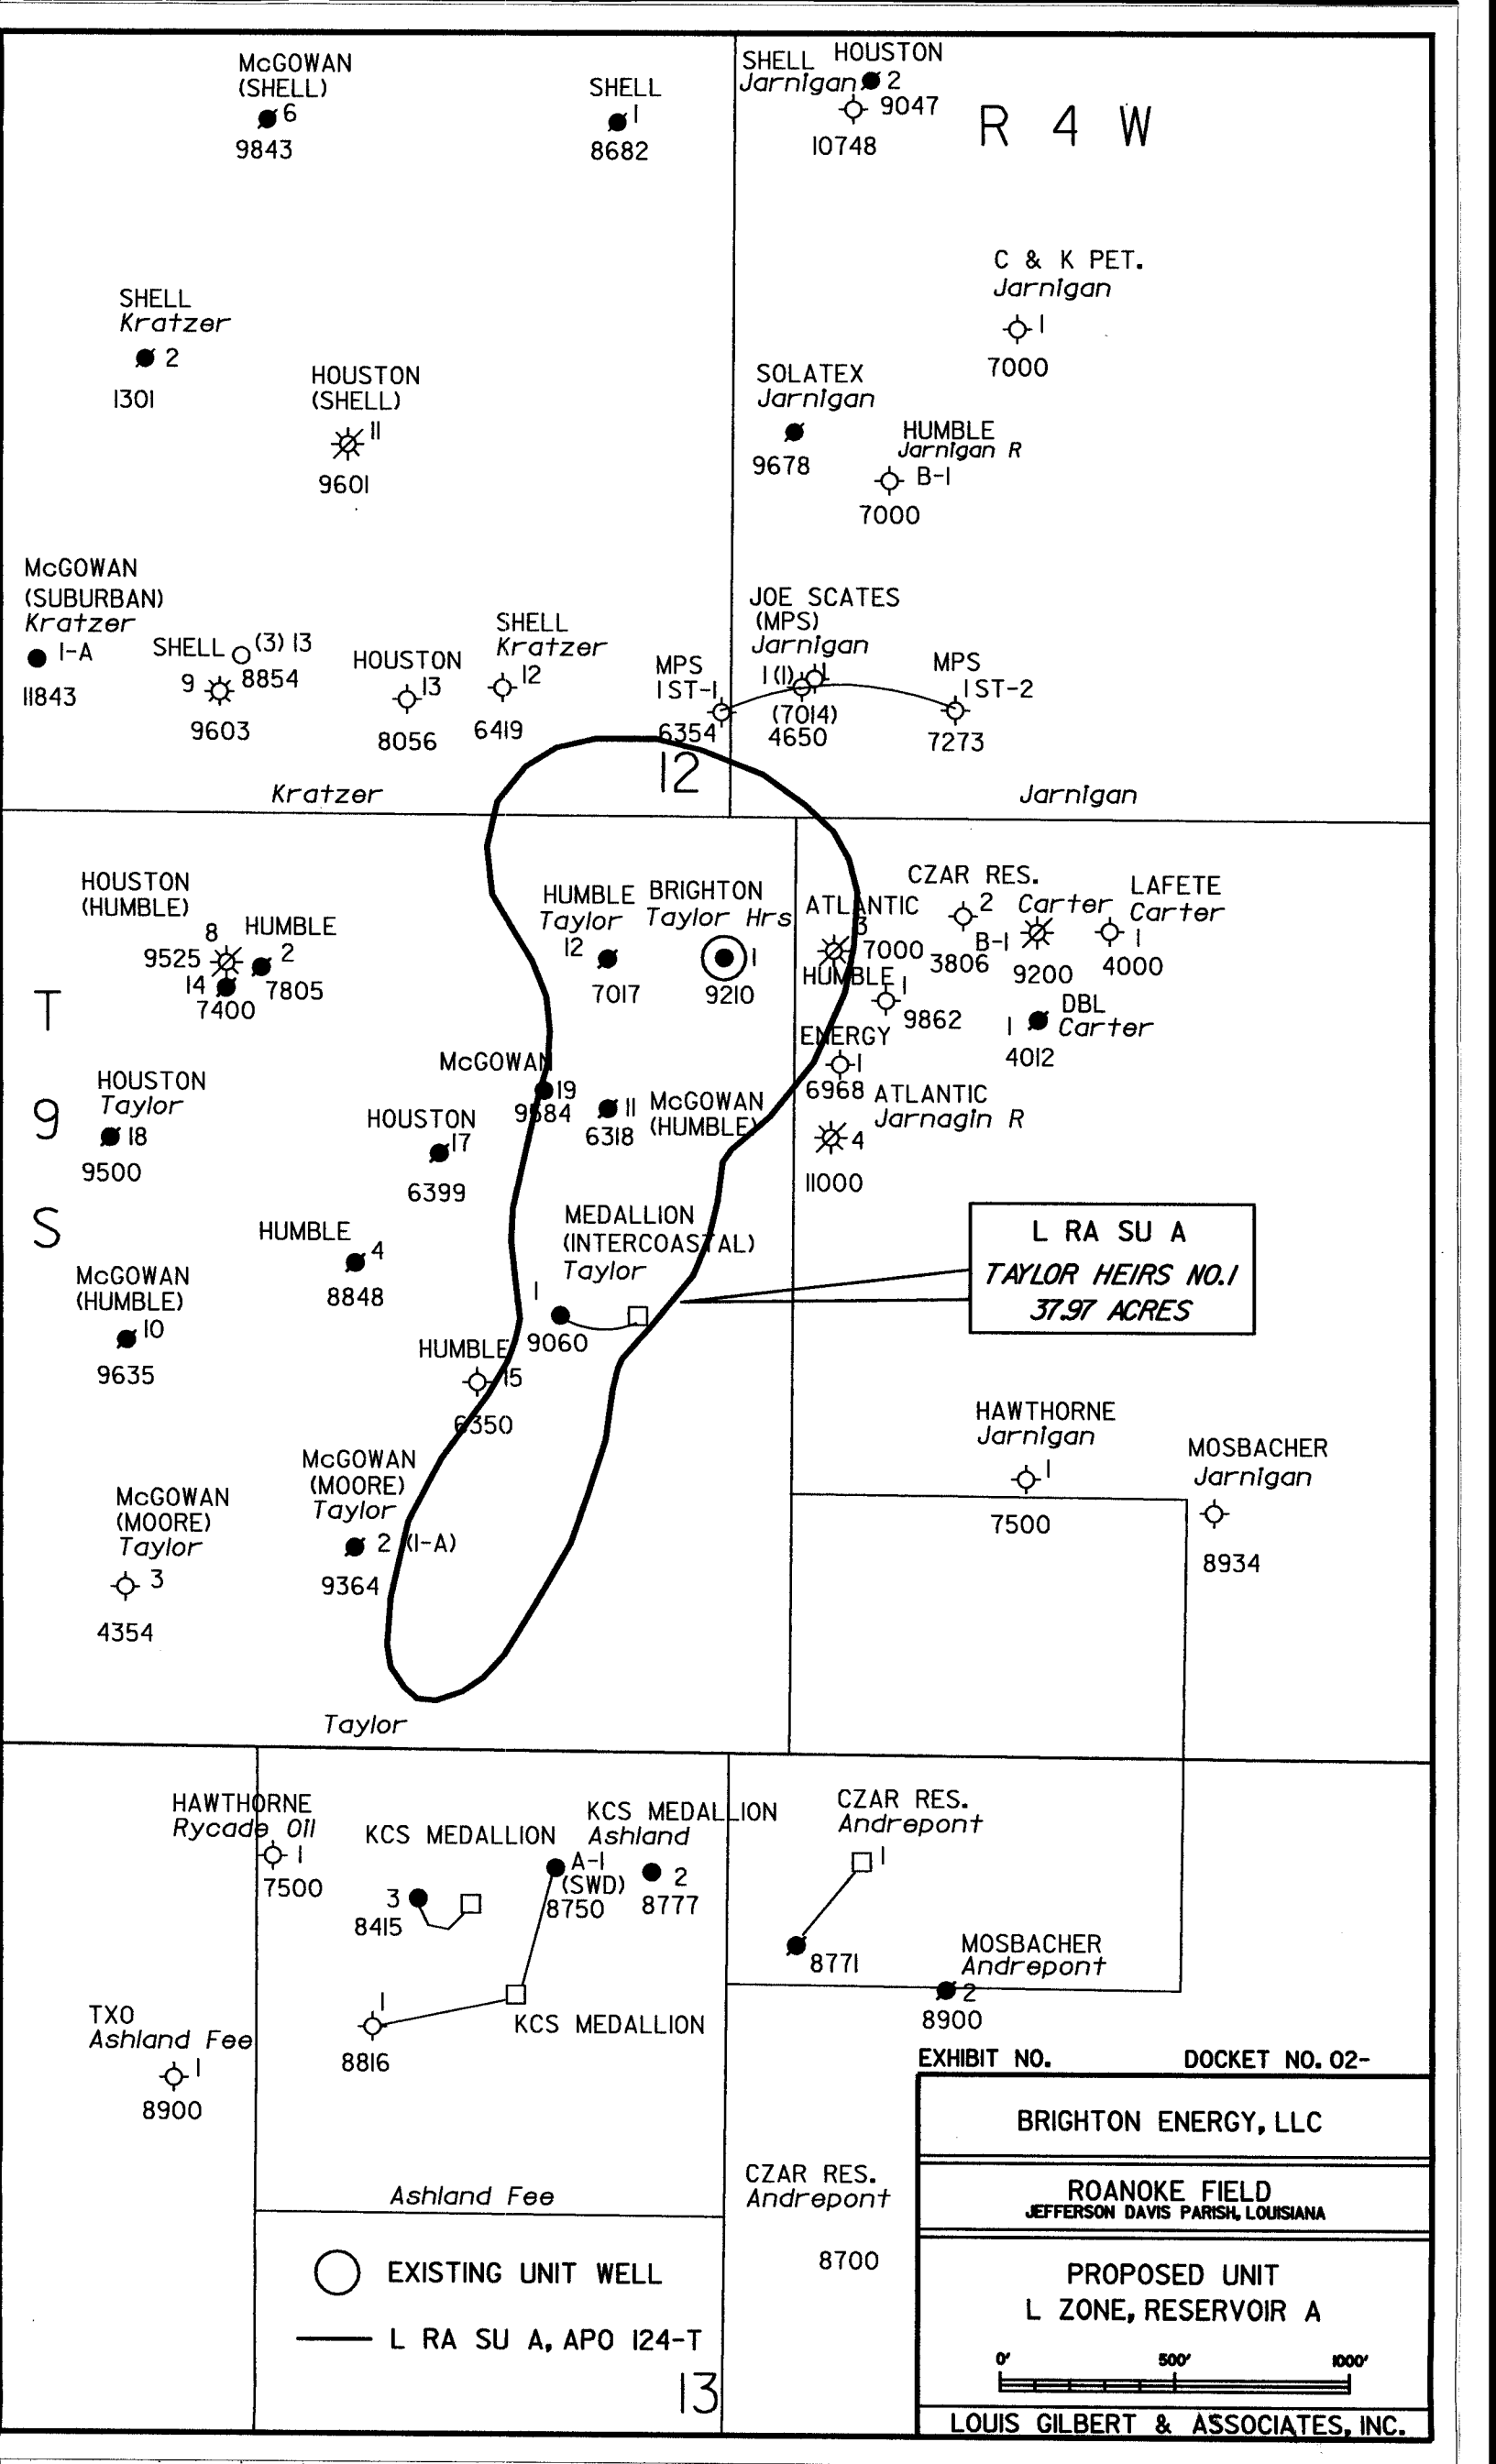 McGOWAN
(SHELL)
6
9843
SHELL
1
8682
SHELL
Jarnigan
HOUSTON
2
9047
10748
R 4 W
C & K PET.
Jarnigan
1
7000
SHELL
Kratzer
2
1301
HOUSTON
(SHELL)
11
9601
SOLATEX
Jarnigan
9678
HUMBLE
Jarnigan R
B-1
7000
McGOWAN
(SUBURBAN)
Kratzer
1-A
11843
SHELL
(3) 13
8854
9
9603
HOUSTON
13
8056
SHELL
Kratzer
12
6419
MPS
1 ST-1
6354
JOE SCATES
(MPS)
Jarnigan
1 (1)
1
(7014)
4650
MPS
1 ST-2
7273
12
Kratzer
Jarnigan
HOUSTON
(HUMBLE)
8
9525
HUMBLE
2
7805
14
7400
HUMBLE
Taylor
12
7017
BRIGHTON
Taylor Hrs
1
9210
ATLANTIC
3
7000
CZAR RES.
2
3806
Carter
B-1
9200
LAFETE
Carter
1
4000
HUMBLE
1
9862
DBL
Carter
1
4012
ENERGY
1
6968
ATLANTIC
Jarnagin R
4
11000
T
9
S
HOUSTON
Taylor
18
9500
McGOWAN
19
9584
HOUSTON
17
6399
11
6318
McGOWAN
(HUMBLE)
HUMBLE
4
8848
McGOWAN
(HUMBLE)
10
9635
MEDALLION
(INTERCOASTAL)
Taylor
1
9060
L RA SU A
TAYLOR HEIRS NO.1
37.97 ACRES
HUMBLE
15
6350
McGOWAN
(MOORE)
Taylor
2 (1-A)
9364
McGOWAN
(MOORE)
Taylor
3
4354
HAWTHORNE
Jarnigan
1
7500
MOSBACHER
Jarnigan
8934
Taylor
HAWTHORNE
Rycade Oil
1
7500
KCS MEDALLION
3
8415
A-1
(SWD)
8750
KCS MEDALLION
Ashland
2
8777
CZAR RES.
Andrepont
1
8771
MOSBACHER
Andrepont
2
8900
1
8816
KCS MEDALLION
TXO
Ashland Fee
1
8900
Ashland Fee
CZAR RES.
Andrepont
8700
EXISTING UNIT WELL
L RA SU A, APO 124-T
13
EXHIBIT NO. DOCKET NO. 02-
BRIGHTON ENERGY, LLC
ROANOKE FIELD
JEFFERSON DAVIS PARISH, LOUISIANA
PROPOSED UNIT
L ZONE, RESERVOIR A
0' 500' 1000'
LOUIS GILBERT & ASSOCIATES, INC.